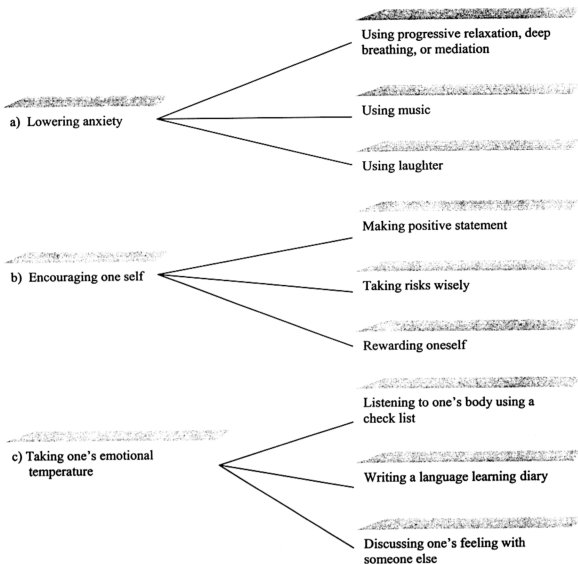 Using progressive relaxation, deep
breathing, or mediation
a) Lowering anxiety
Using music
Using laughter
Making positive statement
b) Encouraging one self
Taking risks wisely
Rewarding oneself
Listening to one's body using a
check list
c) Taking one's emotional
temperature
Writing a language learning diary
Discussing one's feeling with
someone else